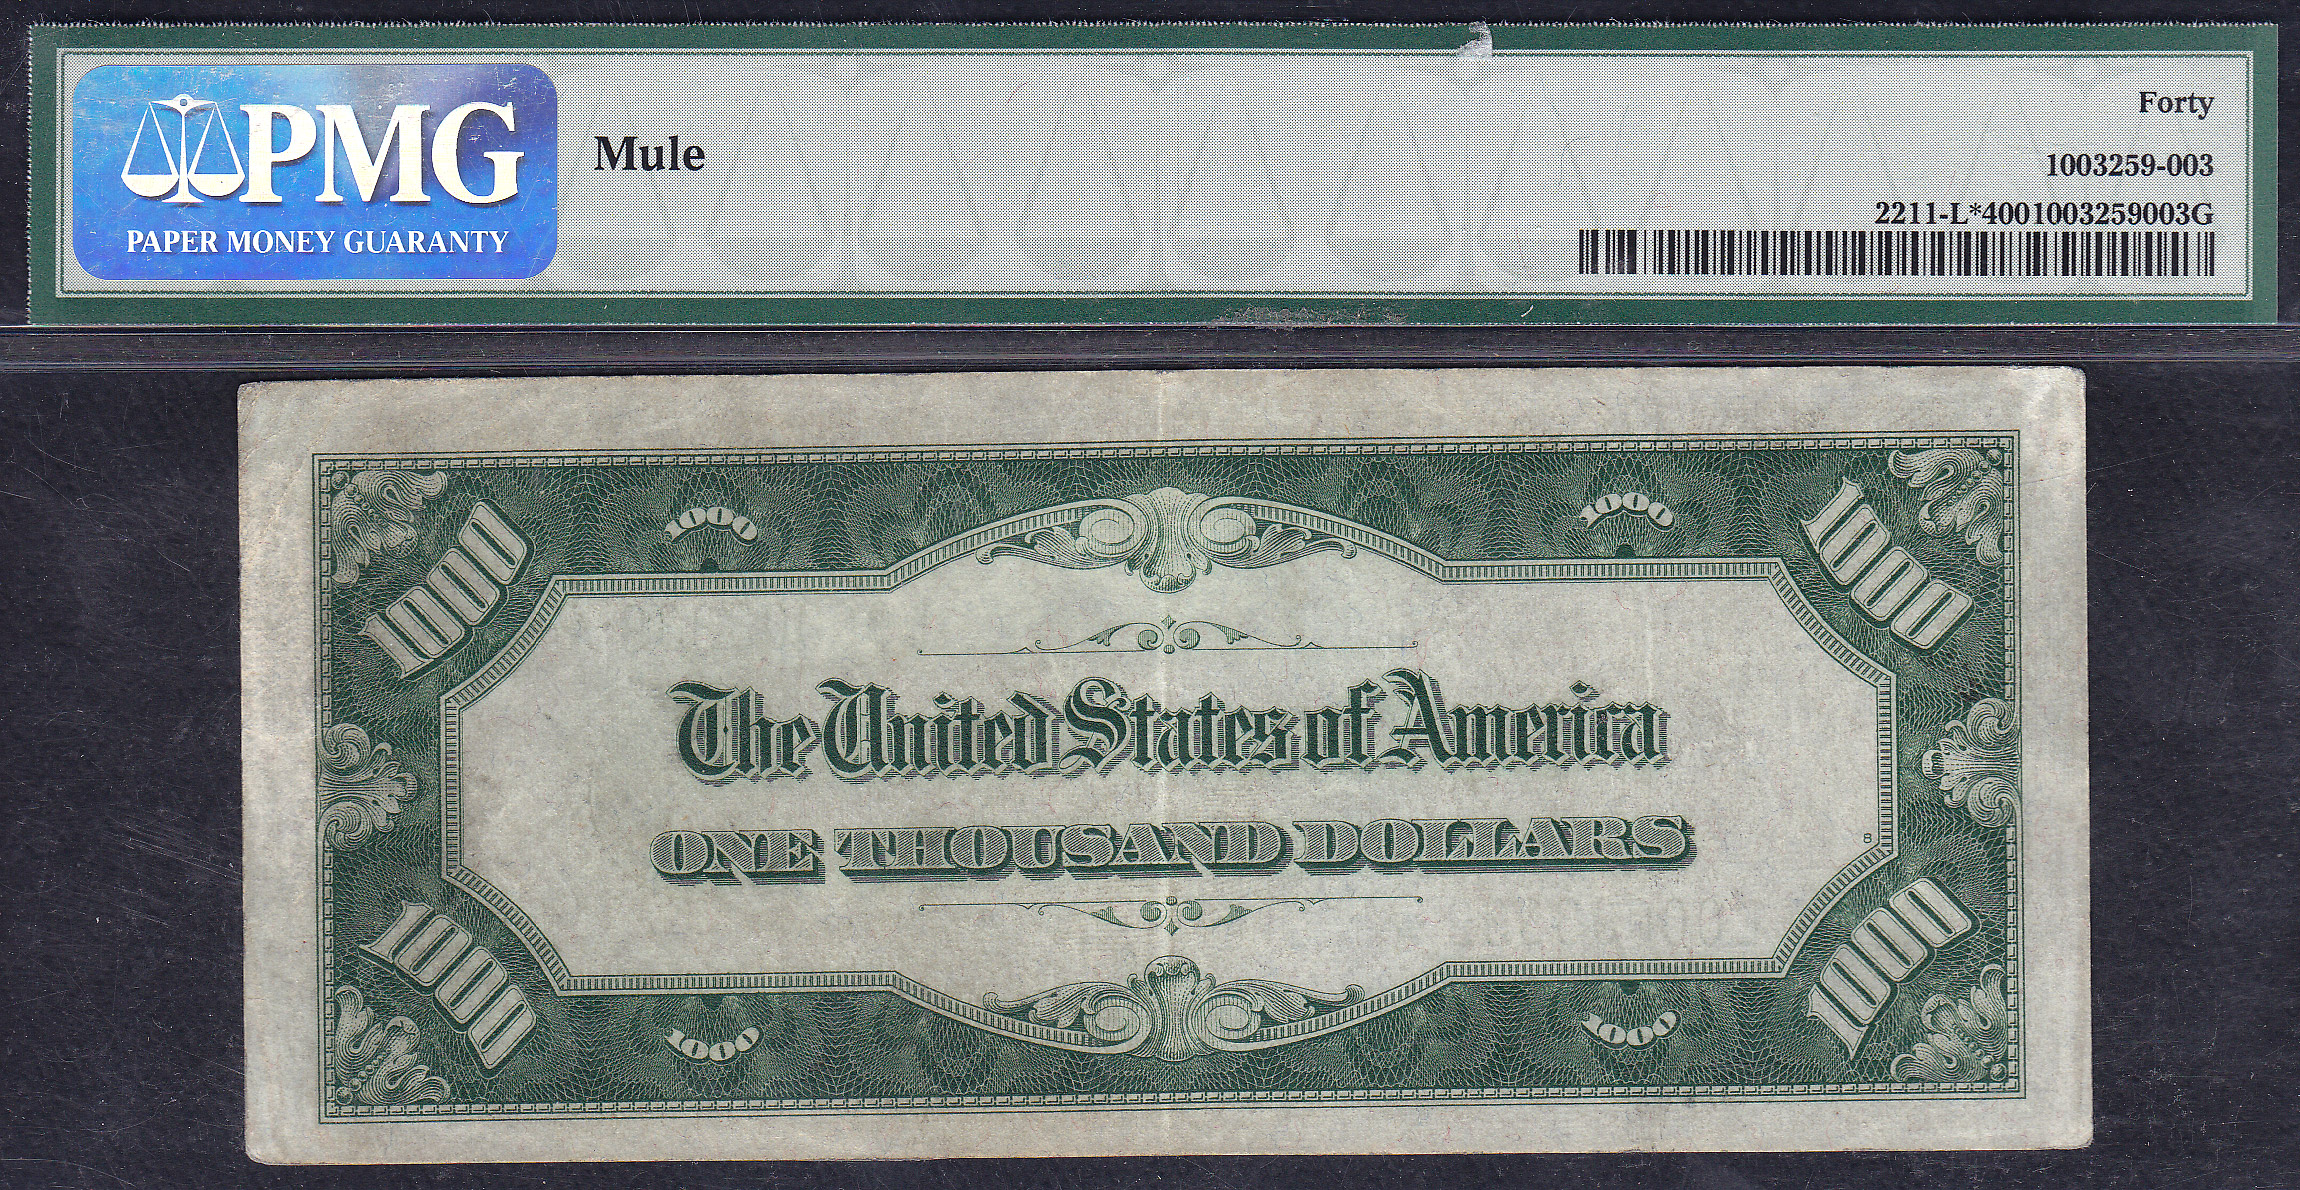 PMG
PAPER MONEY GUARANTY
Mule
Forty
1003259-003
2211-L*4001003259003G
1000 1000 1000 1000
The United States of America
ONE THOUSAND DOLLARS
8
1000 1000 1000 1000